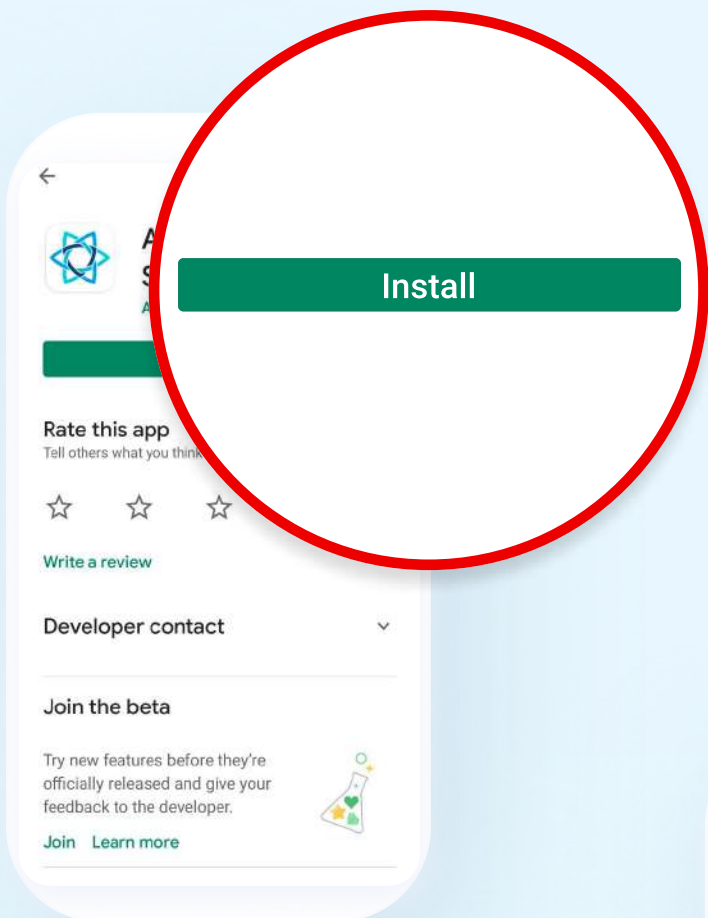 Install
Rate this app
Tell others what you think
Write a review
Developer contact
Join the beta
Try new features before they're
officially released and give your
feedback to the developer.
Join Learn more